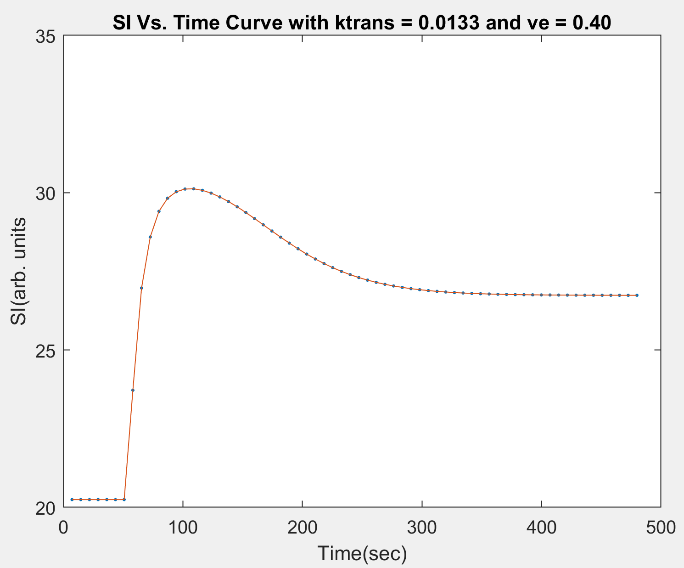 SI Vs. Time Curve with ktrans = 0.0133 and ve = 0.40
35
30
25
20
SI(arb. units
0 100 200 300 400 500
Time(sec)